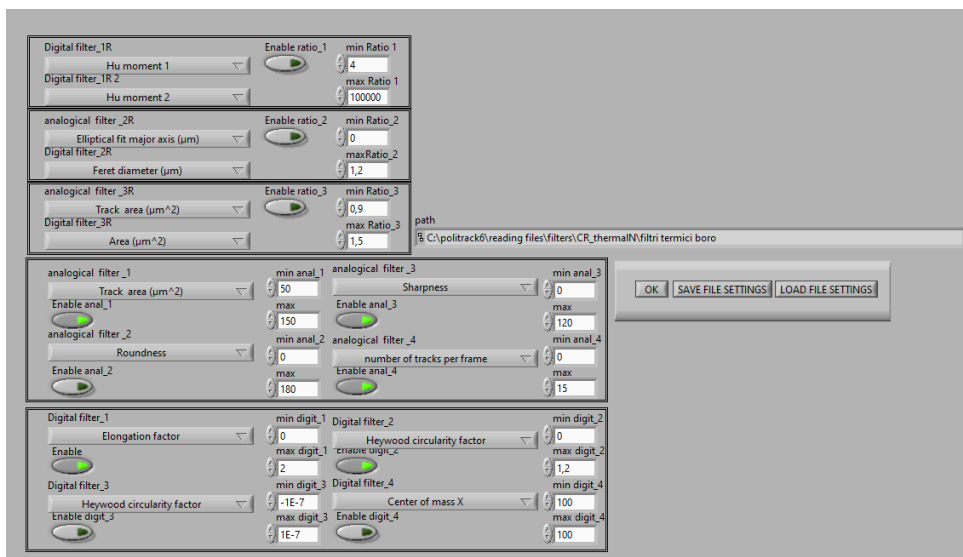 Digital filter_1R Enable ratio_1 min Ratio 1
Hu moment 1 4
Digital filter_1R 2 max Ratio 1
Hu moment 2 100000
analogical filter _2R Enable ratio_2 min Ratio_2
Elliptical fit major axis (µm) 0
Digital filter_2R maxRatio_2
Feret diameter (µm) 1,2
analogical filter _3R Enable ratio_3 min Ratio_3
Track area (µm^2) 0,9
Digital filter_3R max Ratio_3
Area (µm^2) 1,5
path
C:\politrack6\reading files\filters\CR_thermalN\filtri termici boro
analogical filter _1 min anal_1 analogical filter _3 min anal_3
Track area (µm^2) 50 Sharpness 0
Enable anal_1 max Enable anal_3 max
150 120
analogical filter _2 min anal_2 analogical filter _4 min anal_4
Roundness 0 number of tracks per frame 0
Enable anal_2 max Enable anal_4 max
180 15
OK SAVE FILE SETTINGS LOAD FILE SETTINGS
Digital filter_1 min digit_1 Digital filter_2 min digit_2
Elongation factor 0 Heywood circularity factor 0
Enable max digit_1 Enable digit_2 max digit_2
2 1,2
Digital filter_3 min digit_3 Digital filter_4 min digit_4
Heywood circularity factor -1E-7 Center of mass X 100
Enable digit_3 max digit_3 Enable digit_4 max digit_4
1E-7 100